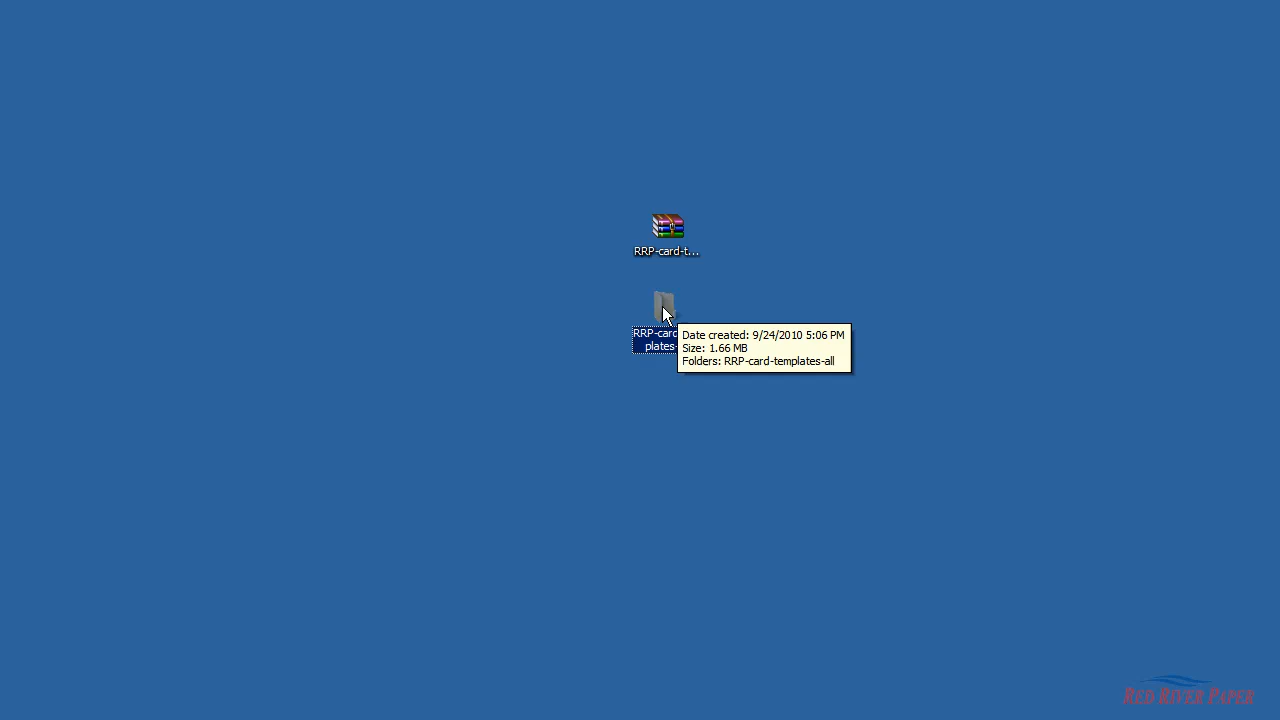 RRP-card-t...
RRP-card
plates-
Date created: 9/24/2010 5:06 PM
Size: 1.66 MB
Folders: RRP-card-templates-all
RED RIVER PAPER